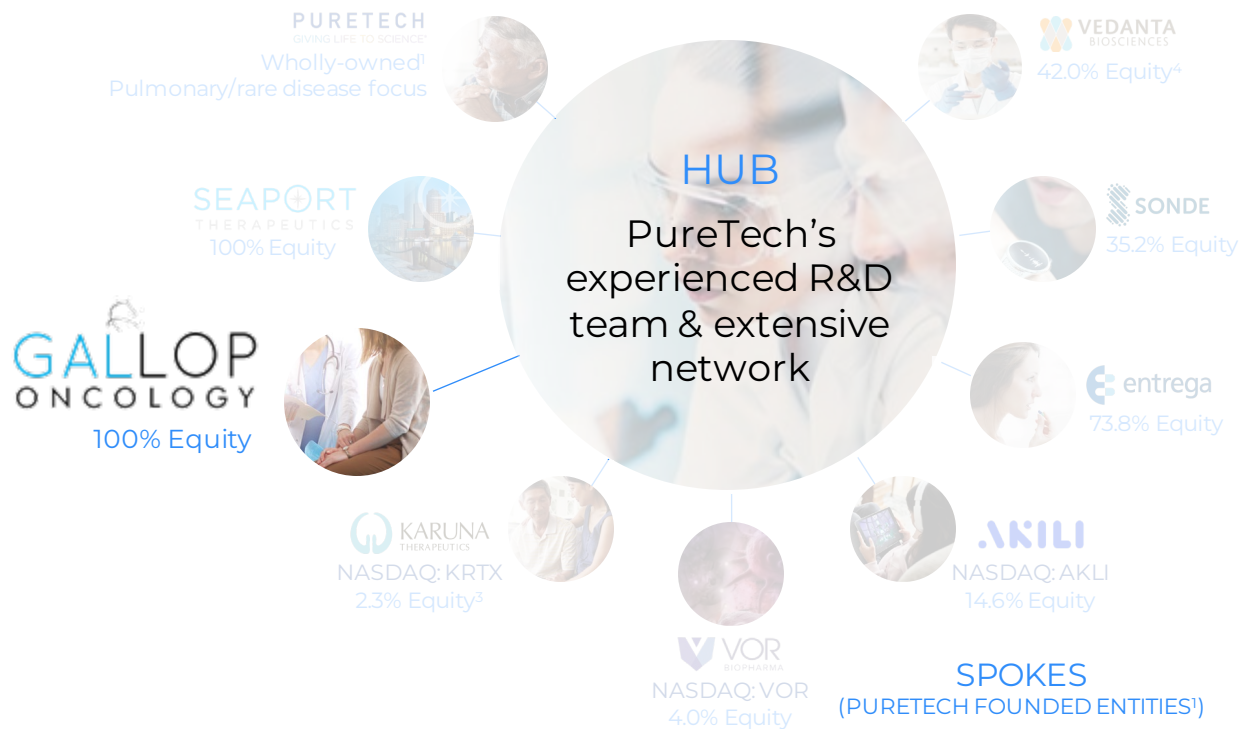 PURETECH
GIVING LIFE TO SCIENCE®
Wholly-owned¹
Pulmonary/rare disease focus
SEAPORT
THERAPEUTICS
100% Equity
GALLOP
ONCOLOGY
100% Equity
KARUNA
THERAPEUTICS
NASDAQ: KRTX
2.3% Equity³
VOR
BIOPHARMA
NASDAQ: VOR
4.0% Equity
HUB
PureTech’s
experienced R&D
team & extensive
network
VEDANTA
BIOSCIENCES
42.0% Equity⁴
SONDE
35.2% Equity
entrega
73.8% Equity
AKILI
NASDAQ: AKLI
14.6% Equity
SPOKES
(PURETECH FOUNDED ENTITIES¹)